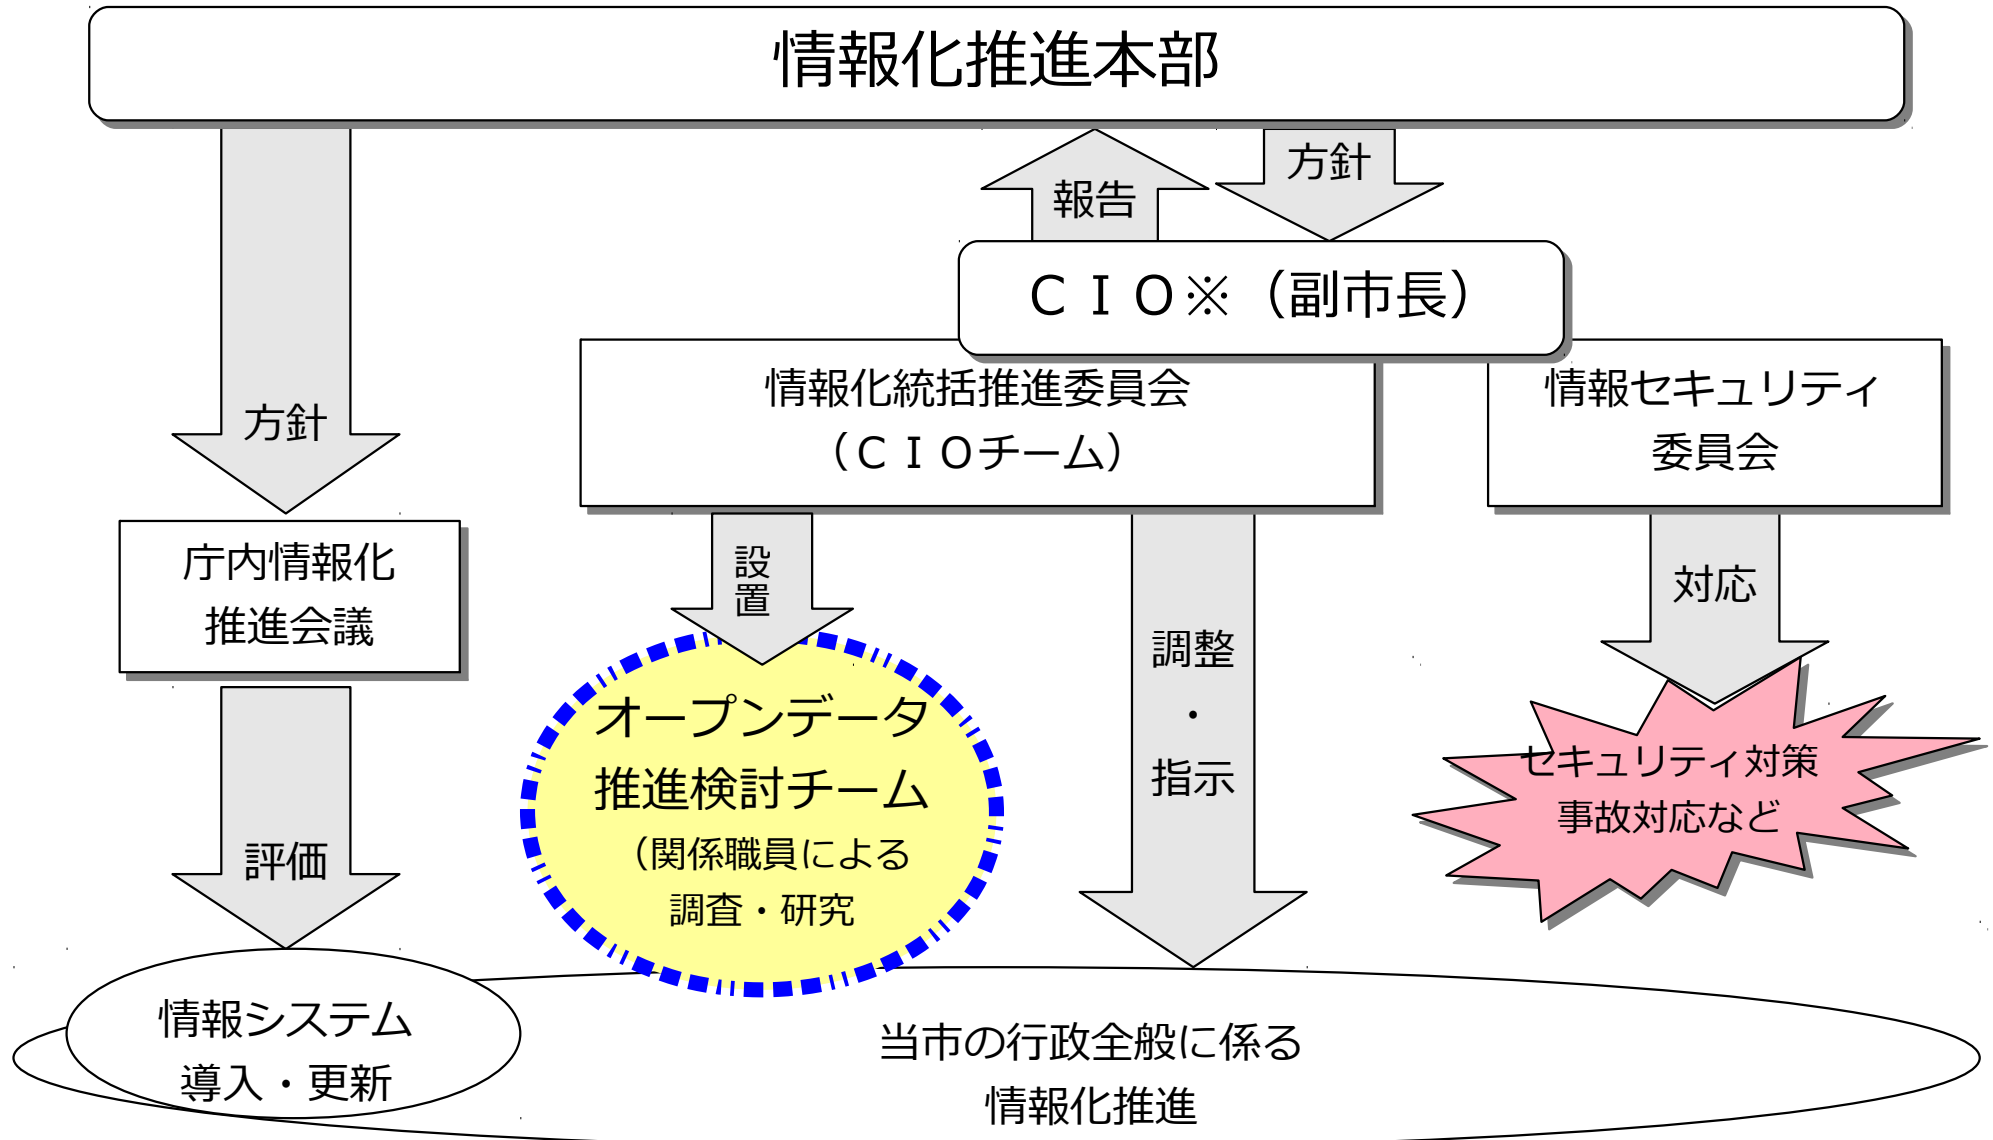 情報化推進本部
方針
報告
方針
ＣＩＯ※（副市長）
情報化統括推進委員会
（ＣＩＯチーム）
情報セキュリティ
委員会
庁内情報化
推進会議
設
置
調整
・
指示
対応
オープンデータ
推進検討チーム
（関係職員による
調査・研究
セキュリティ対策
事故対応など
評価
情報システム
導入・更新
当市の行政全般に係る
情報化推進